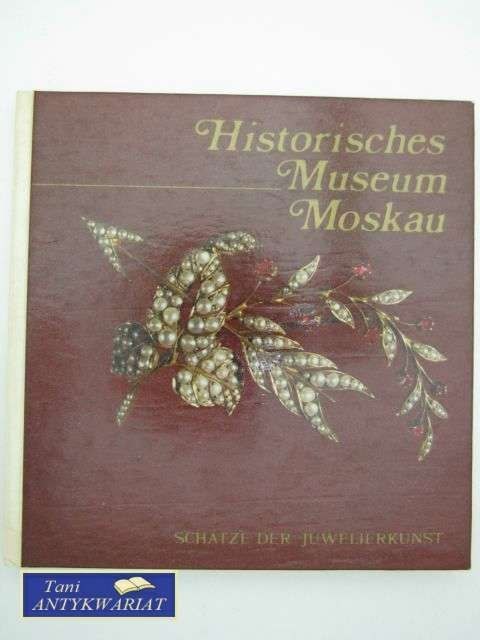 Historisches
Museum
Moskau
SCHÄTZE DER JUWELIERKUNST
Tani
ANTYKWARIAT